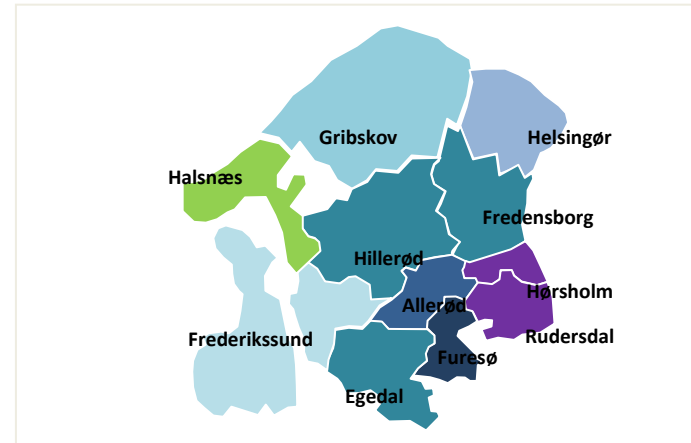 Gribskov
Helsingør
Halsnæs
Fredensborg
Hillerød
Hørsholm
Allerød
Rudersdal
Frederikssund
Furesø
Egedal